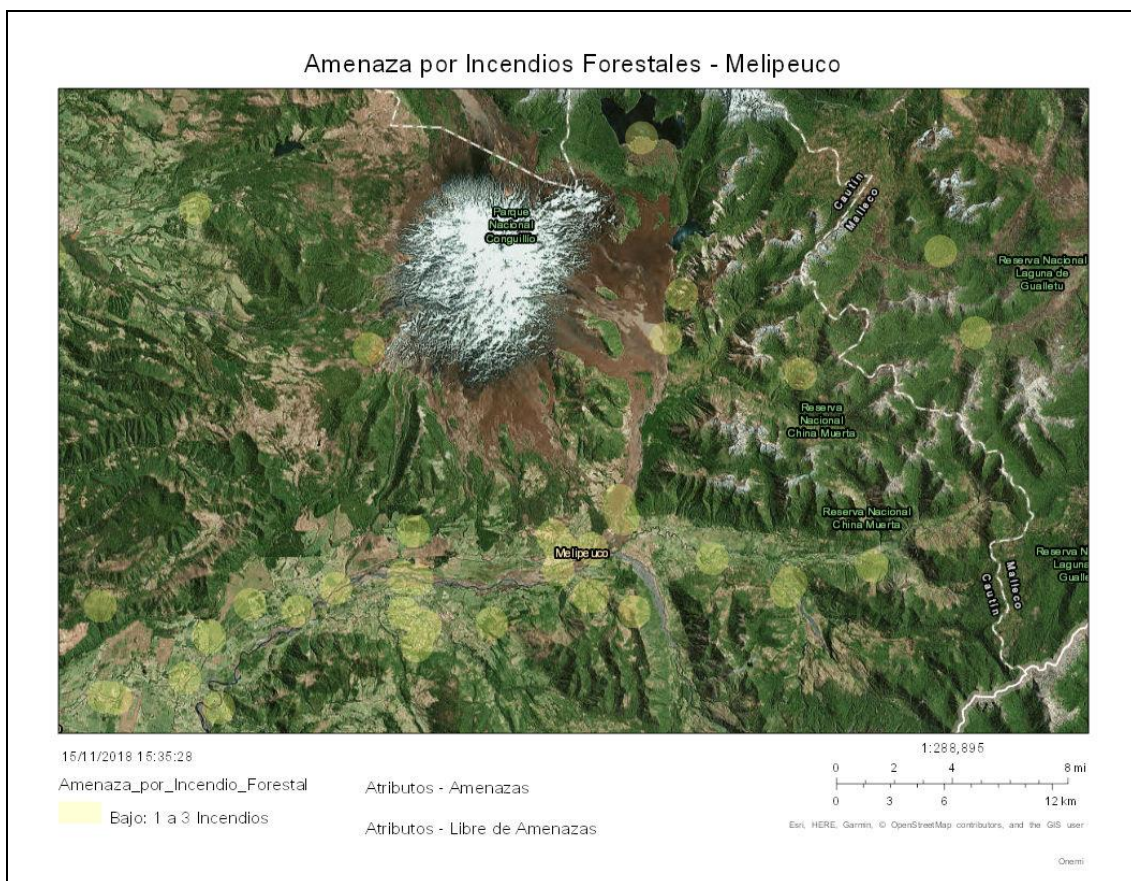 Amenaza por Incendios Forestales - Melipeuco
Cautín
Malleco
Parque
Nacional
Conguillio
Reserva Nacional
Laguna de
Gualletu
Reserva
Nacional
China Muerta
Reserva Nacional
China Muerta
Melipeuco
Reserva N
Laguna
Gualle
Malleco
Cautín
15/11/2018 15:35:28
1:288,895
Amenaza_por_Incendio_Forestal
Bajo: 1 a 3 Incendios
Atributos - Amenazas
Atributos - Libre de Amenazas
0 2 4 8 mi
0 3 6 12 km
Esri, HERE, Garmin, © OpenStreetMap contributors, and the GIS user
Onemi